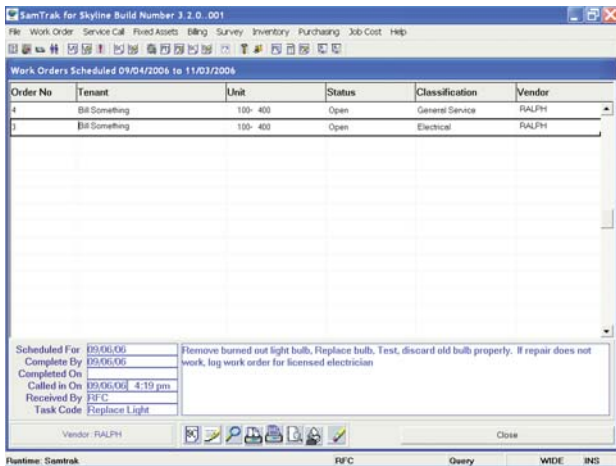 SamTrak for Skyline Build Number 3.2.0..001
File Work Order Service Call Fixed Assets Billing Survey Inventory Purchasing Job Cost Help
Work Orders Scheduled 09/04/2006 to 11/03/2006
Order No Tenant Unit Status Classification Vendor
4 Bill Something 100- 400 Open General Service RALPH
3 Bill Something 100- 400 Open Electrical RALPH
Scheduled For 09/06/06 Remove burned out light bulb, Replace bulb, Test, discard old bulb properly. If repair does not
Complete By 09/06/06 work, log work order for licensed electrician
Completed On
Called in On 09/06/06 4:19 pm
Received By RFC
Task Code Replace Light
Vendor :RALPH Close
Runtime: Samtrak RFC Query WIDE INS